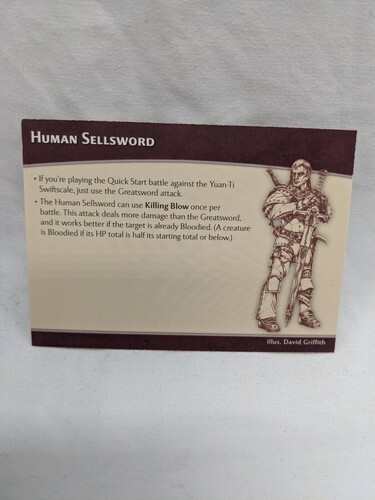 HUMAN SELLSWORD
• If you're playing the Quick Start battle against the Yuan-Ti
Swiftscale, just use the Greatsword attack.
• The Human Sellsword can use Killing Blow once per
battle. This attack deals more damage than the Greatsword,
and it works better if the target is already Bloodied. (A creature
is Bloodied if its HP total is half its starting total or below.)
illus. David Griffith